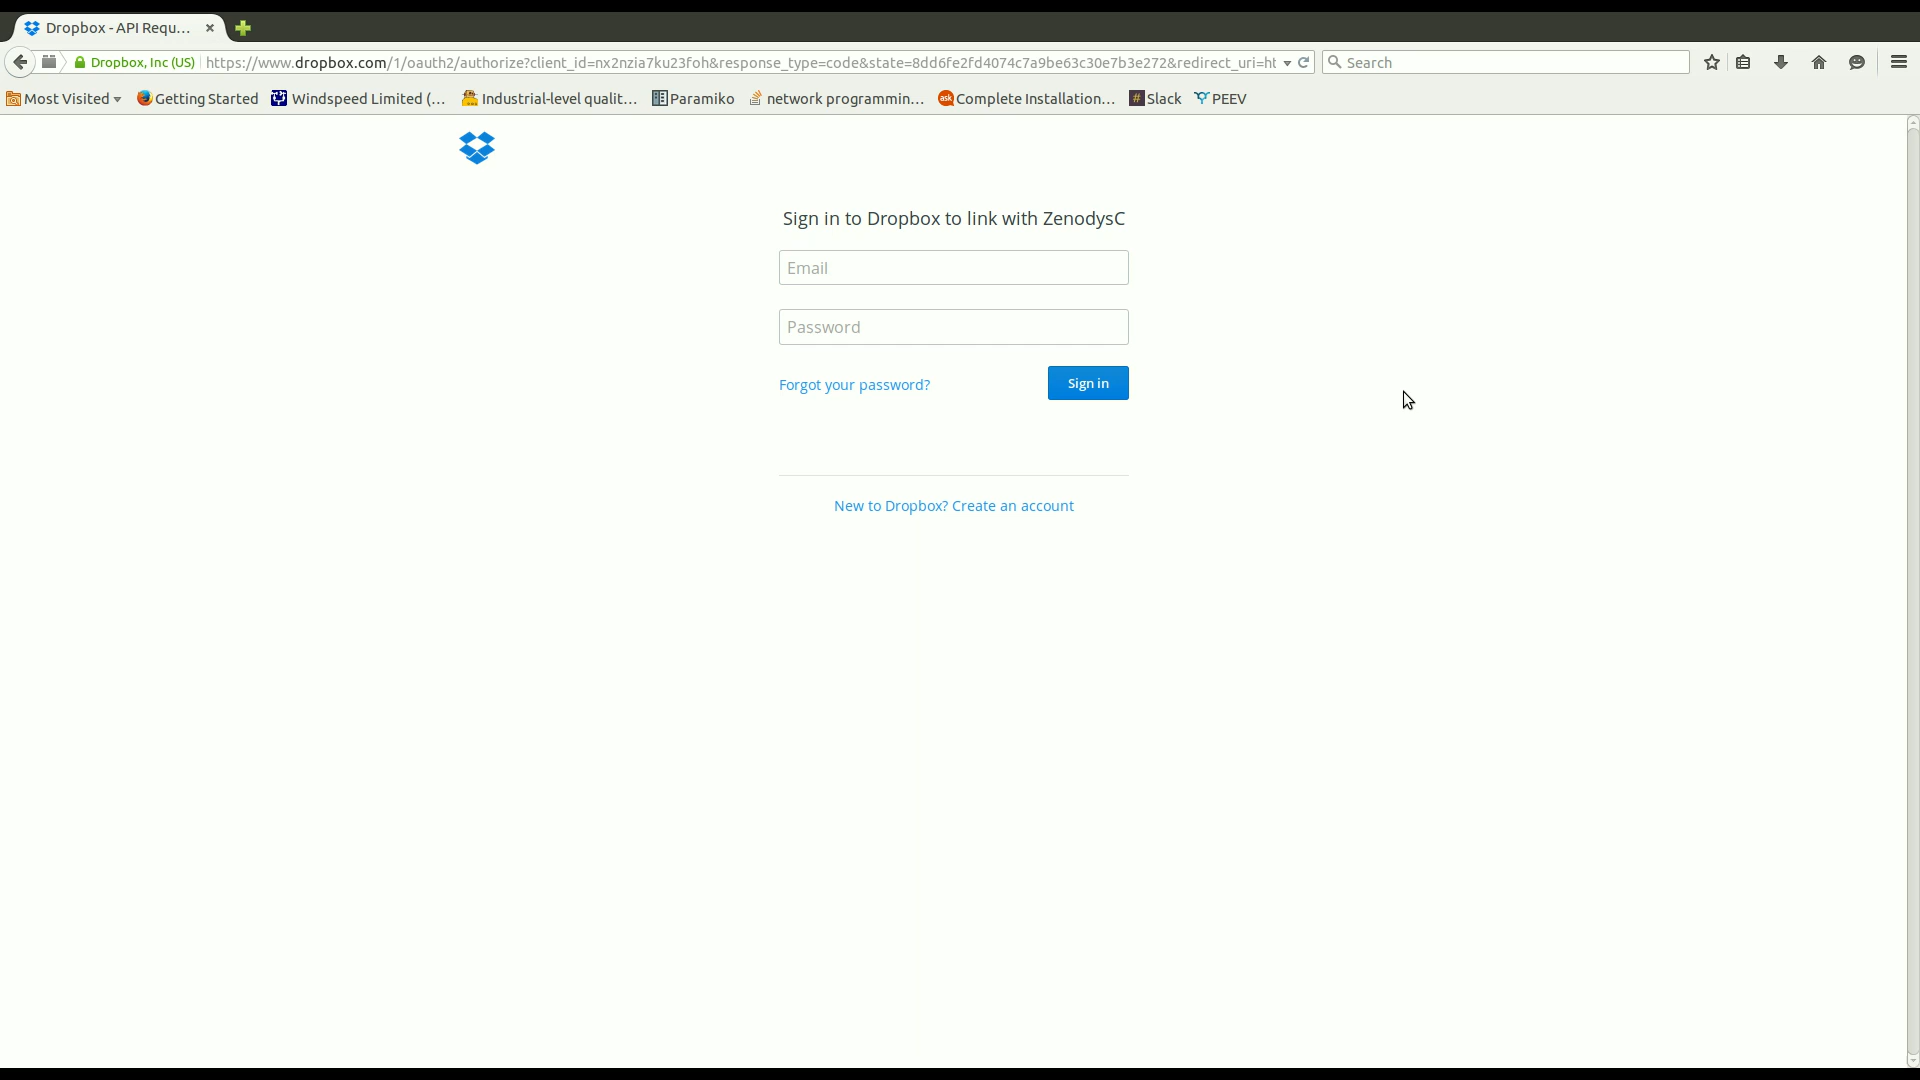 Dropbox - API Requ...
Dropbox, Inc (US) https://www.dropbox.com/1/oauth2/authorize?client_id=nx2nzia7ku23foh&response_type=code&state=8dd6fe2fd4074c7a9be63c30e7b3e272&redirect_uri=ht Search
Most Visited Getting Started Windspeed Limited (... Industrial-level qualit... Paramiko network programmin... ask Complete Installation... # Slack PEEV
Sign in to Dropbox to link with ZenodysC
Email
Password
Forgot your password? Sign in
New to Dropbox? Create an account